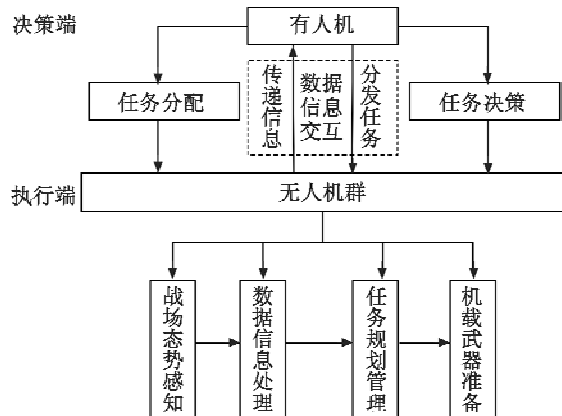 决策端
有人机
任务分配
传递信息
数据信息交互
分发任务
任务决策
执行端
无人机群
战场态势感知
数据信息处理
任务规划管理
机载武器准备